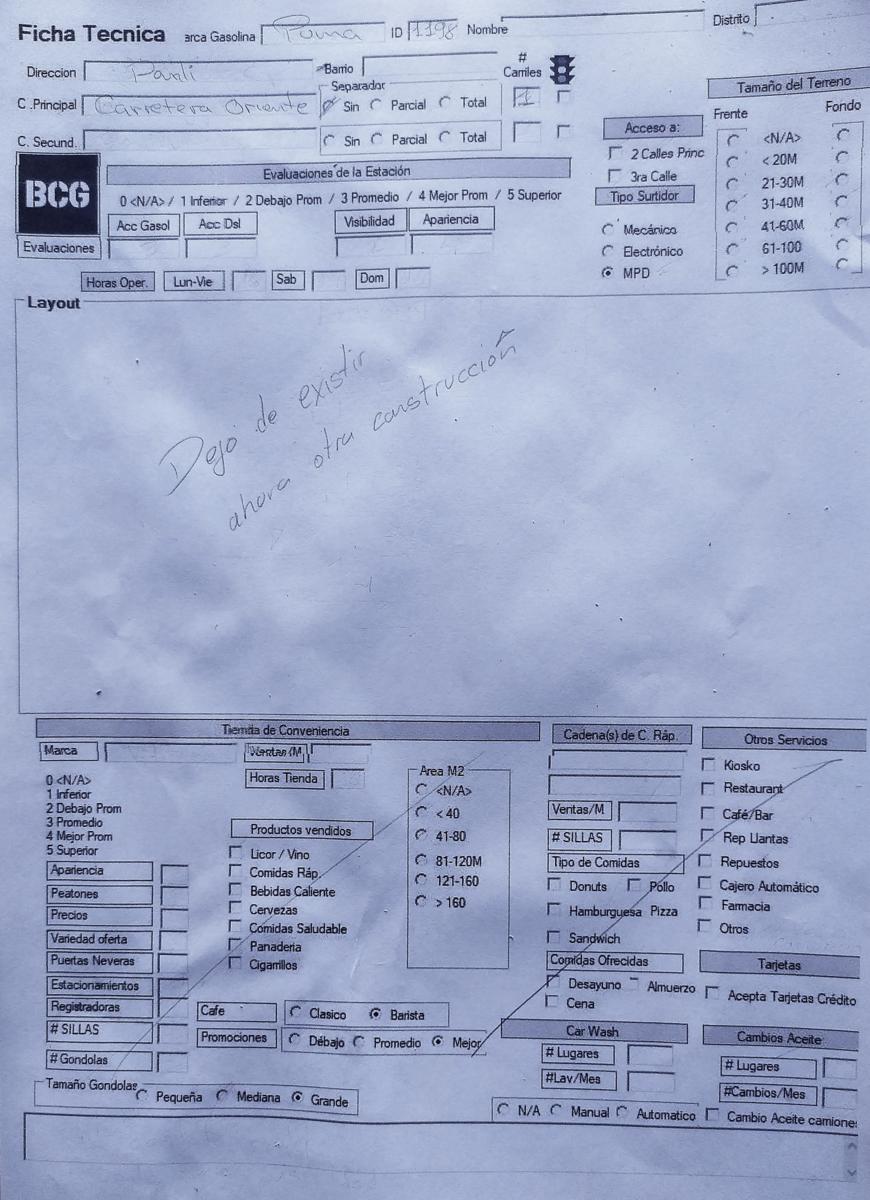 Ficha Tecnica arca Gasolina Puma ID 1198 Nombre Distrito
Direccion Barrio # Carriles
C .Principal Carretera Oriente Separador Sin Parcial Total 1
C. Secund. Sin Parcial Total
Tamaño del Terreno
Frente Fondo
<N/A>
< 20M
21-30M
31-40M
41-60M
61-100
> 100M
Acceso a:
2 Calles Princ
3ra Calle
Tipo Surtidor
Mecánico
Electrónico
MPD
BCG
Evaluaciones de la Estación
0 <N/A> / 1 Inferior / 2 Debajo Prom / 3 Promedio / 4 Mejor Prom / 5 Superior
Acc Gasol Acc Dsl Visibilidad Apariencia
Evaluaciones
Horas Oper. Lun-Vie Sab Dom
Layout
Dejo de existir
ahora otra construcción
Tienda de Conveniencia
Marca Ventas (M)
Horas Tienda
0 <N/A>
1 Inferior
2 Debajo Prom
3 Promedio
4 Mejor Prom
5 Superior
Apariencia
Peatones
Precios
Variedad oferta
Puertas Neveras
Estacionamientos
Registradoras
# SILLAS
# Gondolas
Productos vendidos
Licor / Vino
Comidas Ráp.
Bebidas Caliente
Cervezas
Comidas Saludable
Panaderia
Cigarrillos
Area M2
<N/A>
< 40
41-80
81-120M
121-160
> 160
Cafe Clasico Barista
Promociones Débajo Promedio Mejor
Tamaño Gondolas Pequeña Mediana Grande
Cadena(s) de C. Ráp.
Ventas/M
# SILLAS
Tipo de Comidas
Donuts Pollo
Hamburguesa Pizza
Sandwich
Comidas Ofrecidas
Desayuno Almuerzo
Cena
Otros Servicios
Kiosko
Restaurant
Café/Bar
Rep Llantas
Repuestos
Cajero Automático
Farmacia
Otros
Tarjetas
Acepta Tarjetas Crédito
Car Wash
# Lugares
#Lav/Mes
N/A Manual Automatico
Cambios Aceite
# Lugares
#Cambios/Mes
Cambio Aceite camione